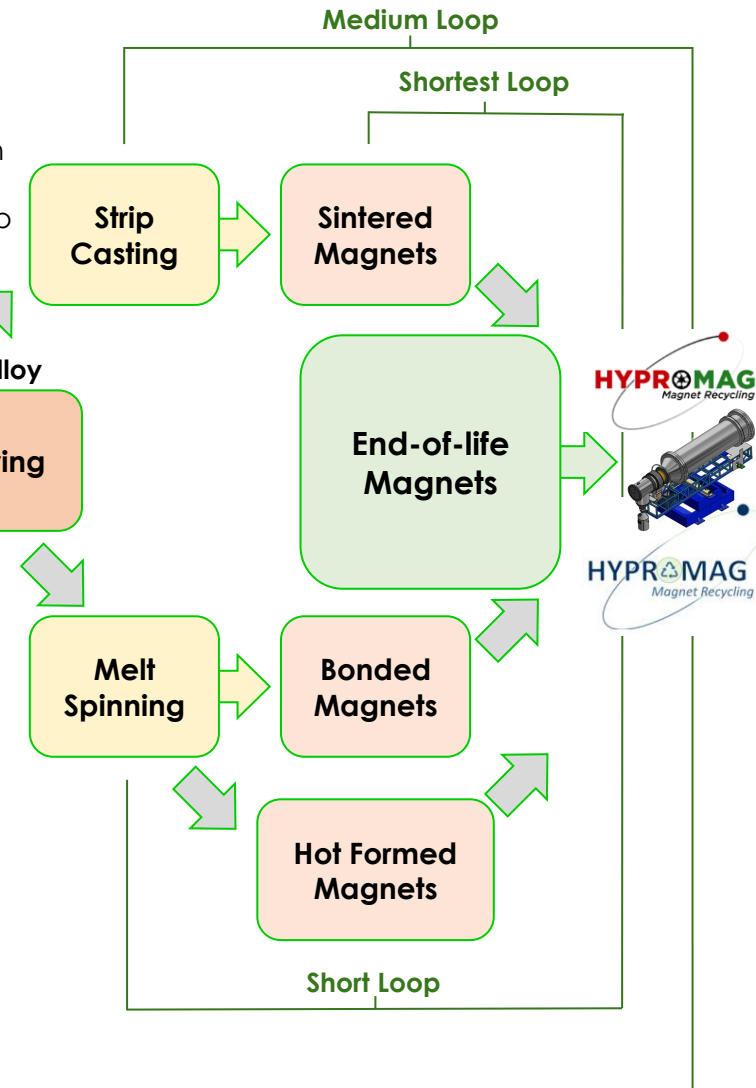 Medium Loop
Shortest Loop
Strip
Casting
Sintered
Magnets
End-of-life
Magnets
HYPROMAG
Magnet Recycling
HYPROMAG
Magnet Recycling
Melt
Spinning
Bonded
Magnets
Hot Formed
Magnets
Short Loop